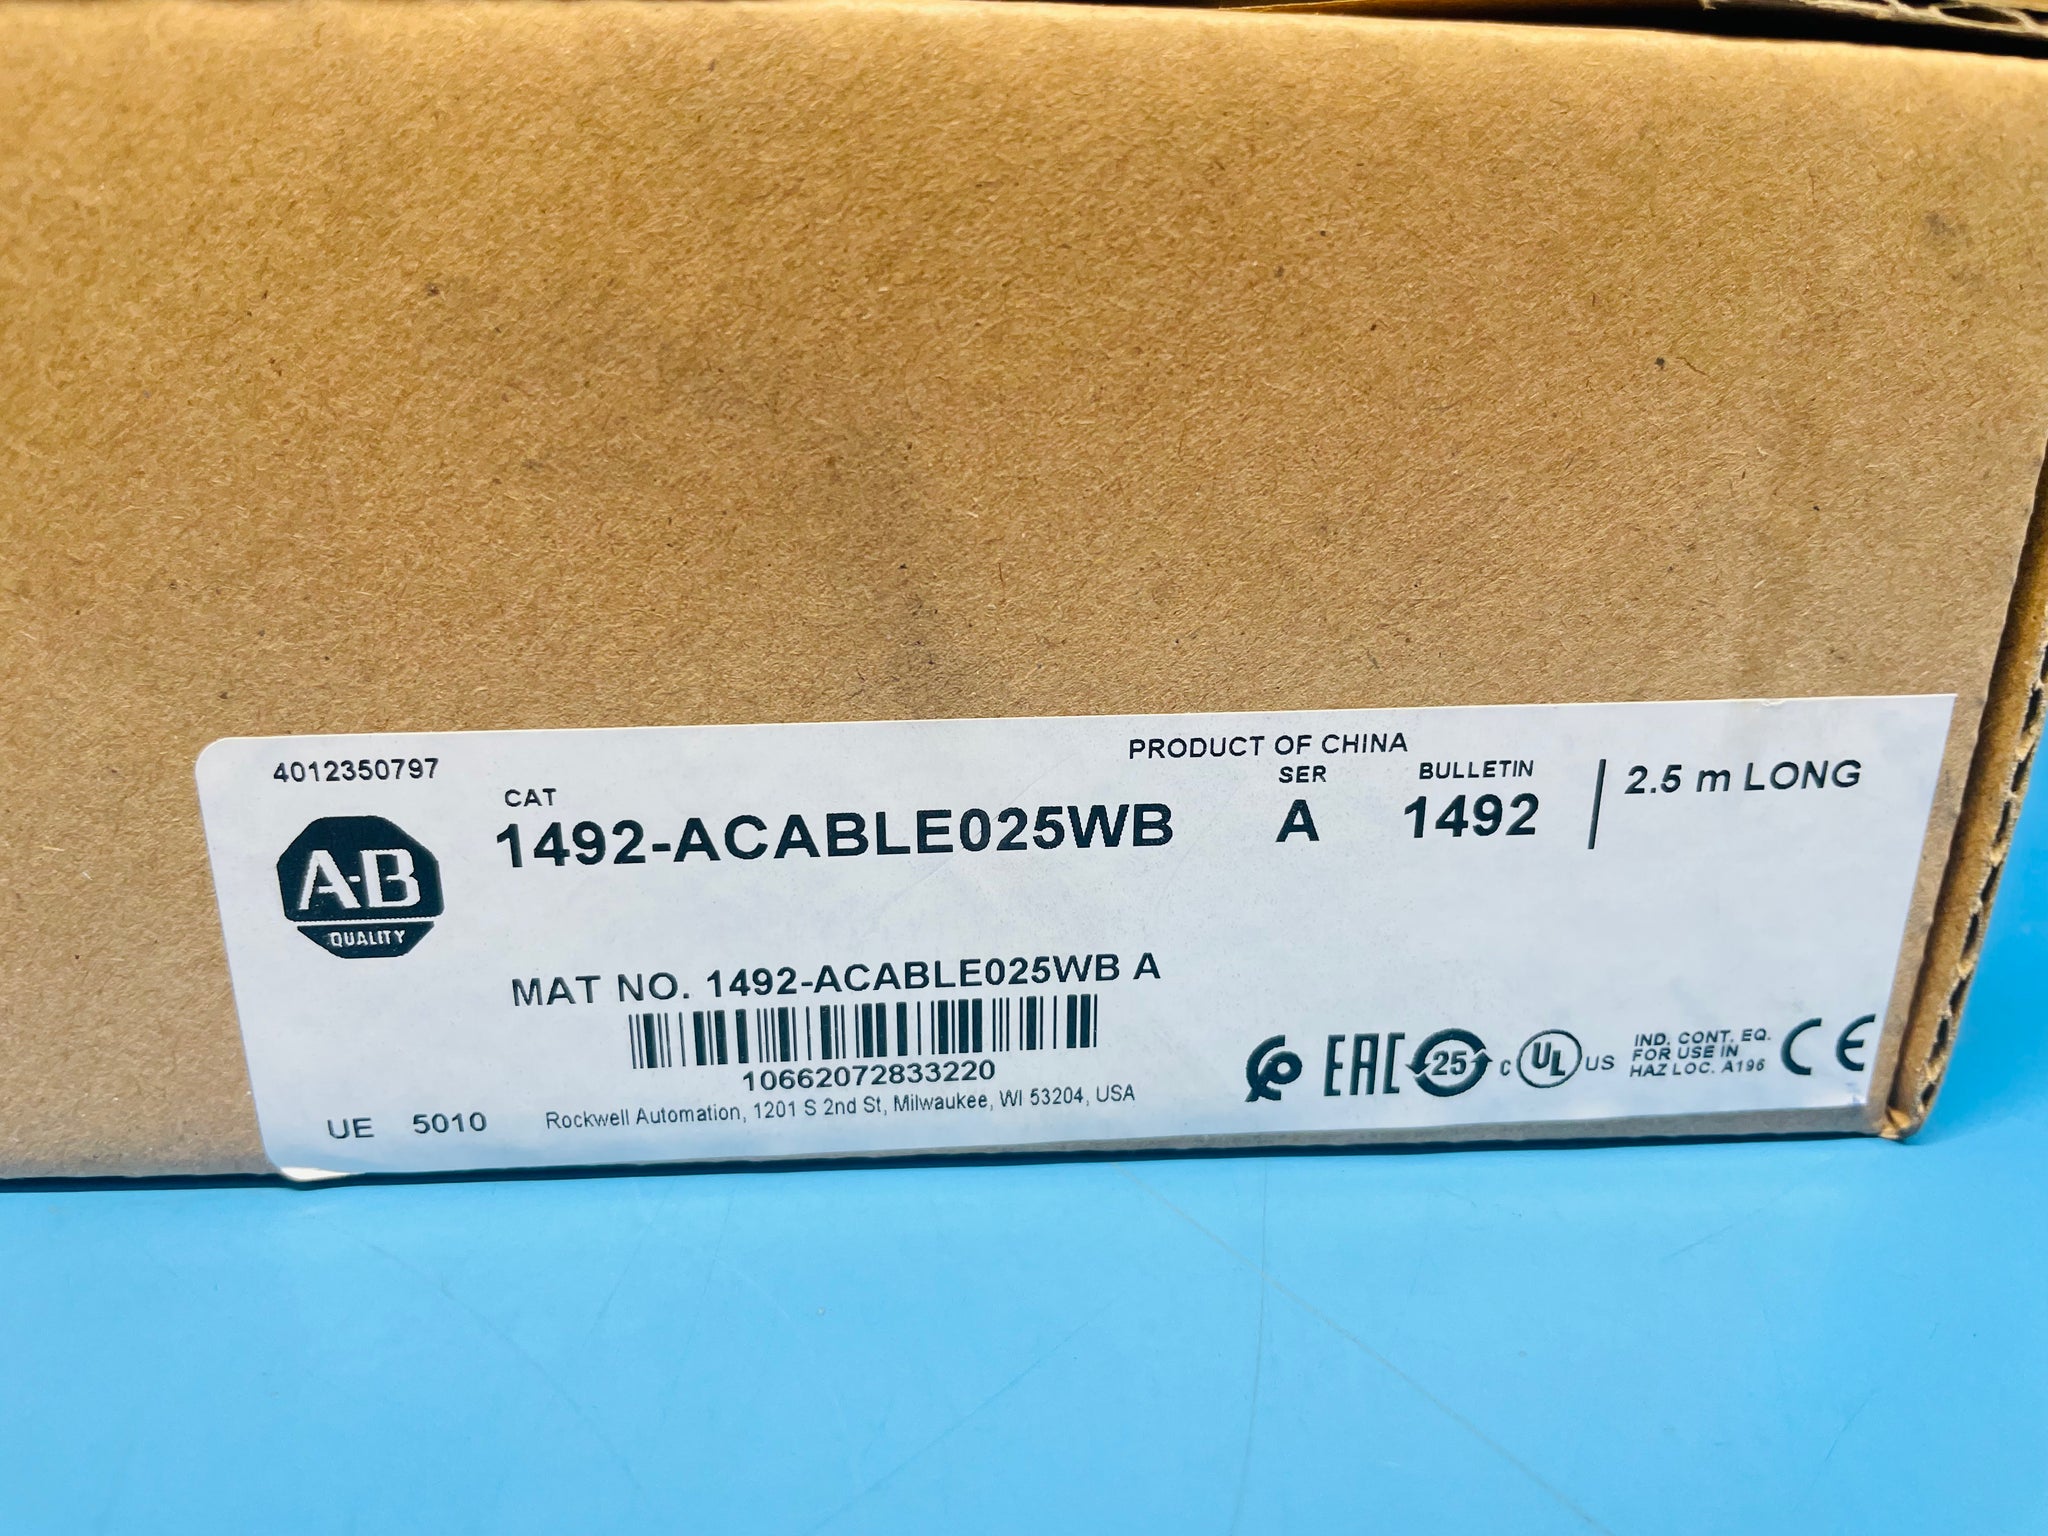 4012350797
PRODUCT OF CHINA
CAT
SER
BULLETIN
1492-ACABLE025WB
A
1492
2.5 m LONG
A-B
QUALITY
MAT NO. 1492-ACABLE025WB A
10662072833220
UE 5010
Rockwell Automation, 1201 S 2nd St, Milwaukee, WI 53204, USA
EAC
25
C UL US
IND. CONT. EQ.
FOR USE IN
HAZ LOC. A196
CE